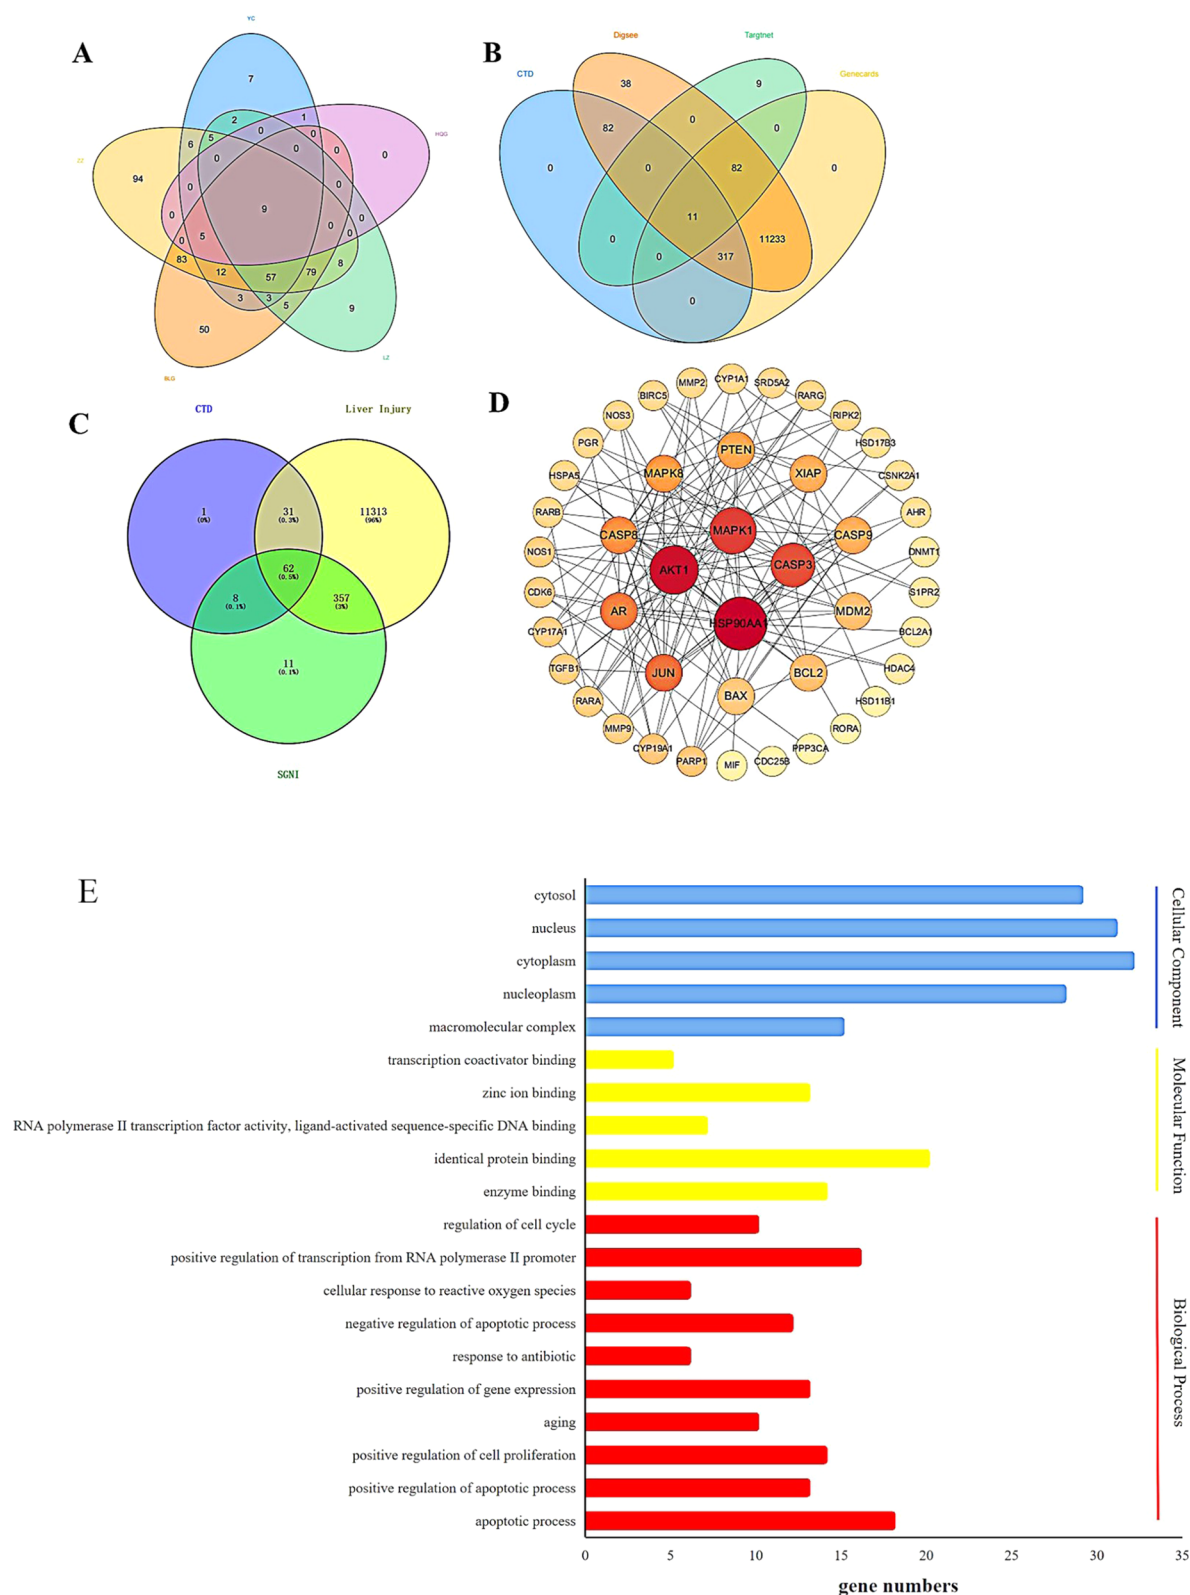 A
YC
7
HQG
ZZ
2
1
0
0
6
5
0
0
0
0
94
0
0
0
9
0
0
0
5
0
0
0
83
12
57
79
8
3
3
5
9
50
LZ
BLG
B
Digsee
Targtnet
CTD
Genecards
38
9
82
0
0
0
0
82
0
11
0
11233
0
317
0
C
CTD
Liver Injury
1
(0%)
31
(0.3%)
11313
(96%)
62
(0.5%)
8
(0.1%)
357
(3%)
11
(0.1%)
SGNI
D
MMP2
CYP1A1
SRD5A2
BIRC5
RARG
NOS3
RIPK2
PGR
PTEN
HSD17B3
HSPA5
MAPK8
XIAP
CSNK2A1
RARB
AHR
CASP8
MAPK1
CASP9
NOS1
DNMT1
AKT1
CASP3
CDK6
S1PR2
AR
MDM2
CYP17A1
HSP90AA1
BCL2A1
TGFB1
JUN
BCL2
HDAC4
RARA
BAX
HSD11B1
MMP9
RORA
CYP19A1
PPP3CA
PARP1
MIF
CDC25B
E
cytosol
nucleus
cytoplasm
nucleoplasm
macromolecular complex
Cellular Component
transcription coactivator binding
zinc ion binding
RNA polymerase II transcription factor activity, ligand-activated sequence-specific DNA binding
identical protein binding
enzyme binding
Molecular Function
regulation of cell cycle
positive regulation of transcription from RNA polymerase II promoter
cellular response to reactive oxygen species
negative regulation of apoptotic process
response to antibiotic
positive regulation of gene expression
aging
positive regulation of cell proliferation
positive regulation of apoptotic process
apoptotic process
Biological Process
0 5 10 15 20 25 30 35
gene numbers